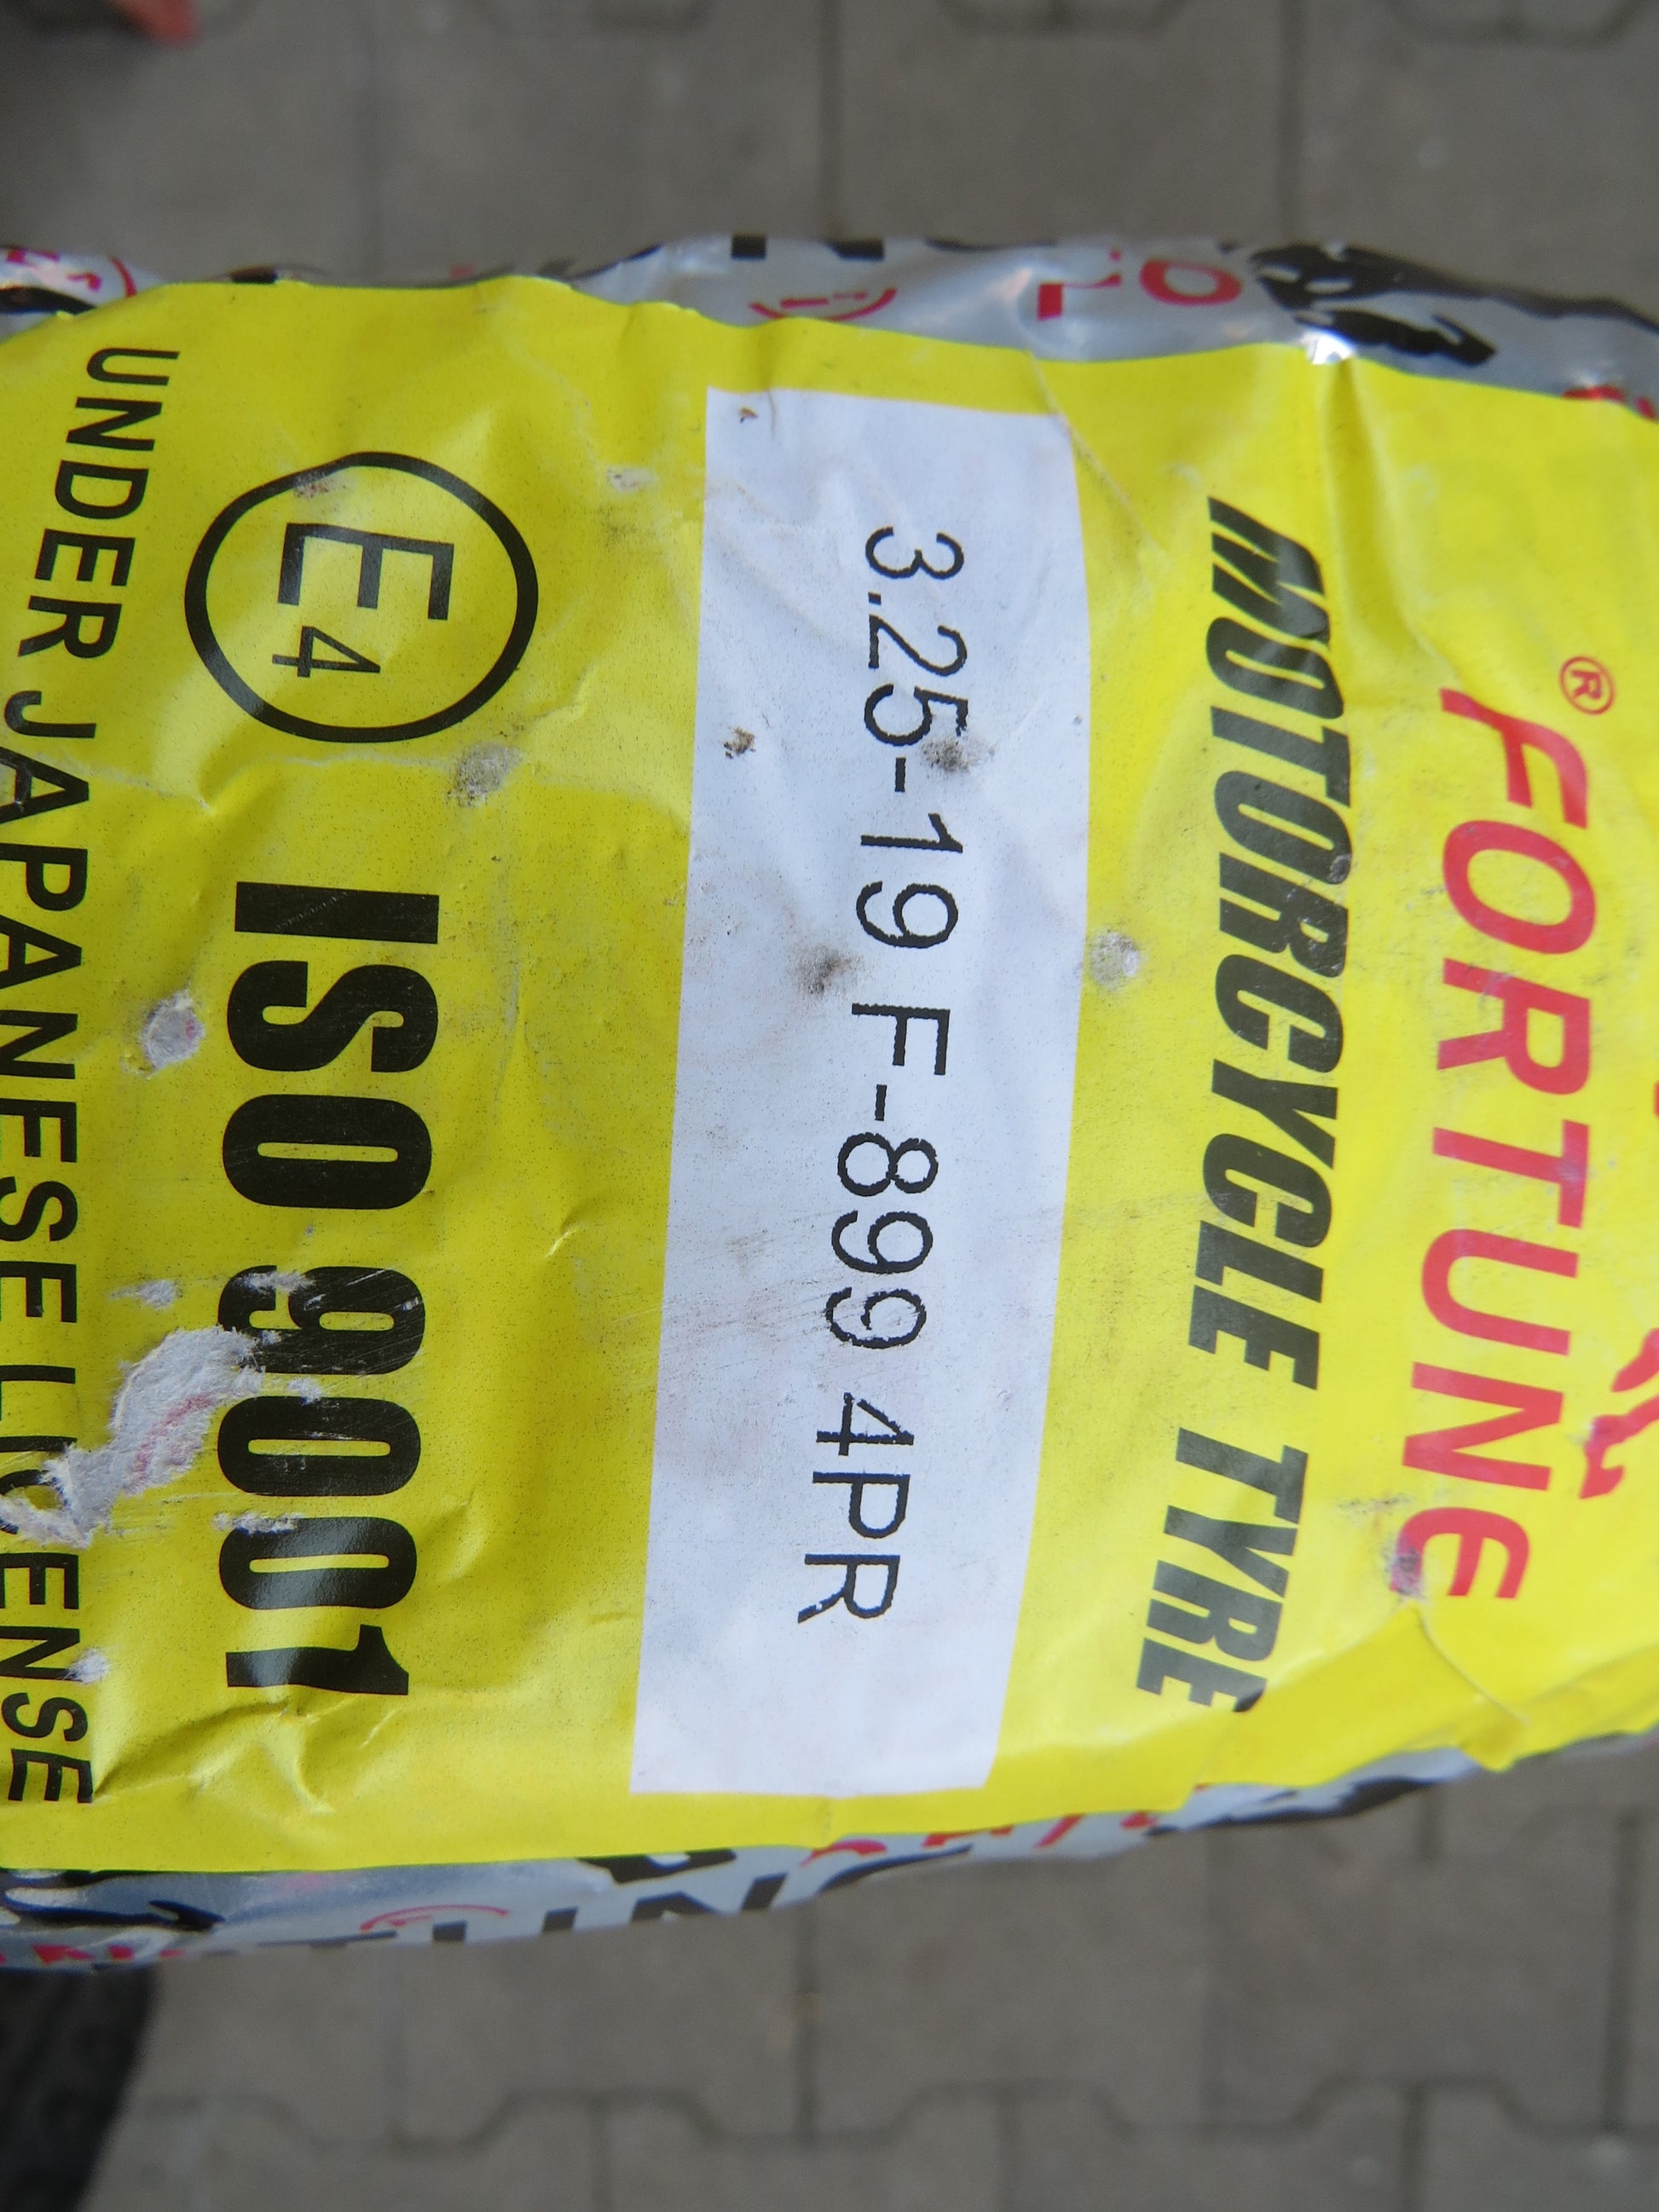 ® FORTUNE
MOTORCYCLE TYRE
3.25-19 F-899 4PR
E4 ISO 9001
UNDER JAPANESE LICENSE